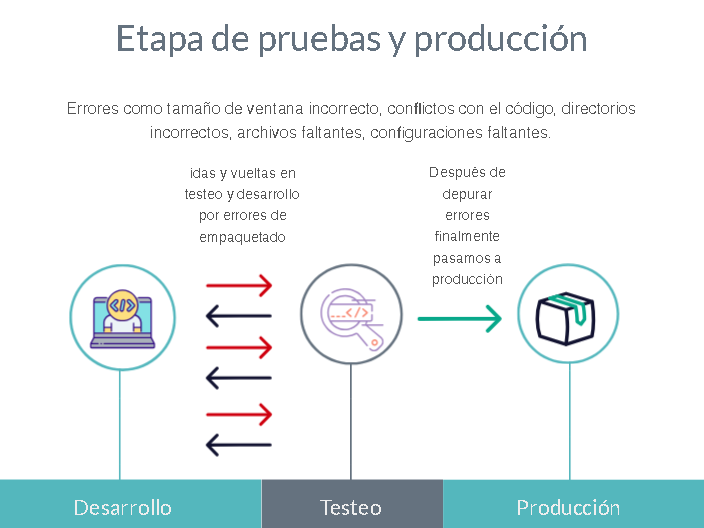 Etapa de pruebas y producción
Errores como tamaño de ventana incorrecto, conflictos con el código, directorios
incorrectos, archivos faltantes, configuraciones faltantes.
idas y vueltas en
testeo y desarrollo
por errores de
empaquetado
Después de
depurar
errores
finalmente
pasamos a
producción
</>
...</>
Desarrollo
Testeo
Producción